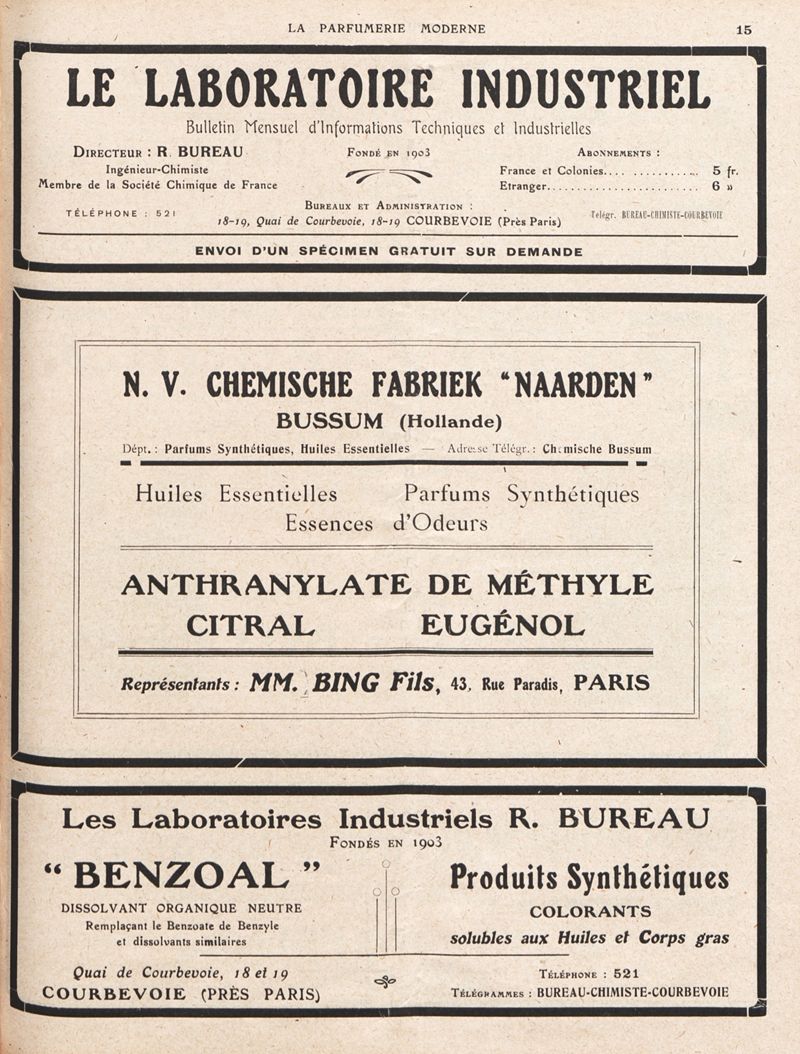 LA PARFUMERIE MODERNE 15
LE LABORATOIRE INDUSTRIEL
Bulletin Mensuel d'Informations Techniques et Industrielles
DIRECTEUR : R. BUREAU
Ingénieur-Chimiste
Membre de la Société Chimique de France
TÉLÉPHONE : 521
FONDÉ EN 1903
ABONNEMENTS :
France et Colonies.... ............ 5 fr.
Etranger........................... 6 »
BUREAUX ET ADMINISTRATION :
18-19, Quai de Courbevoie, 18-19 COURBEVOIE (Près Paris)
Télégr. BUREAU-CHIMISTE-COURBEVOIE
ENVOI D'UN SPÉCIMEN GRATUIT SUR DEMANDE
N. V. CHEMISCHE FABRIEK "NAARDEN"
BUSSUM (Hollande)
Dépt. : Parfums Synthétiques, Huiles Essentielles — Adresse Télégr. : Chemische Bussum
Huiles Essentielles Parfums Synthétiques
Essences d'Odeurs
ANTHRANYLATE DE MÉTHYLE
CITRAL EUGÉNOL
Représentants : MM. BING Fils, 43, Rue Paradis, PARIS
Les Laboratoires Industriels R. BUREAU
FONDÉS EN 1903
" BENZOAL "
DISSOLVANT ORGANIQUE NEUTRE
Remplaçant le Benzoate de Benzyle
et dissolvants similaires
Produits Synthétiques
COLORANTS
solubles aux Huiles et Corps gras
Quai de Courbevoie, 18 et 19
COURBEVOIE (PRÈS PARIS)
TÉLÉPHONE : 521
TÉLÉGRAMMES : BUREAU-CHIMISTE-COURBEVOIE